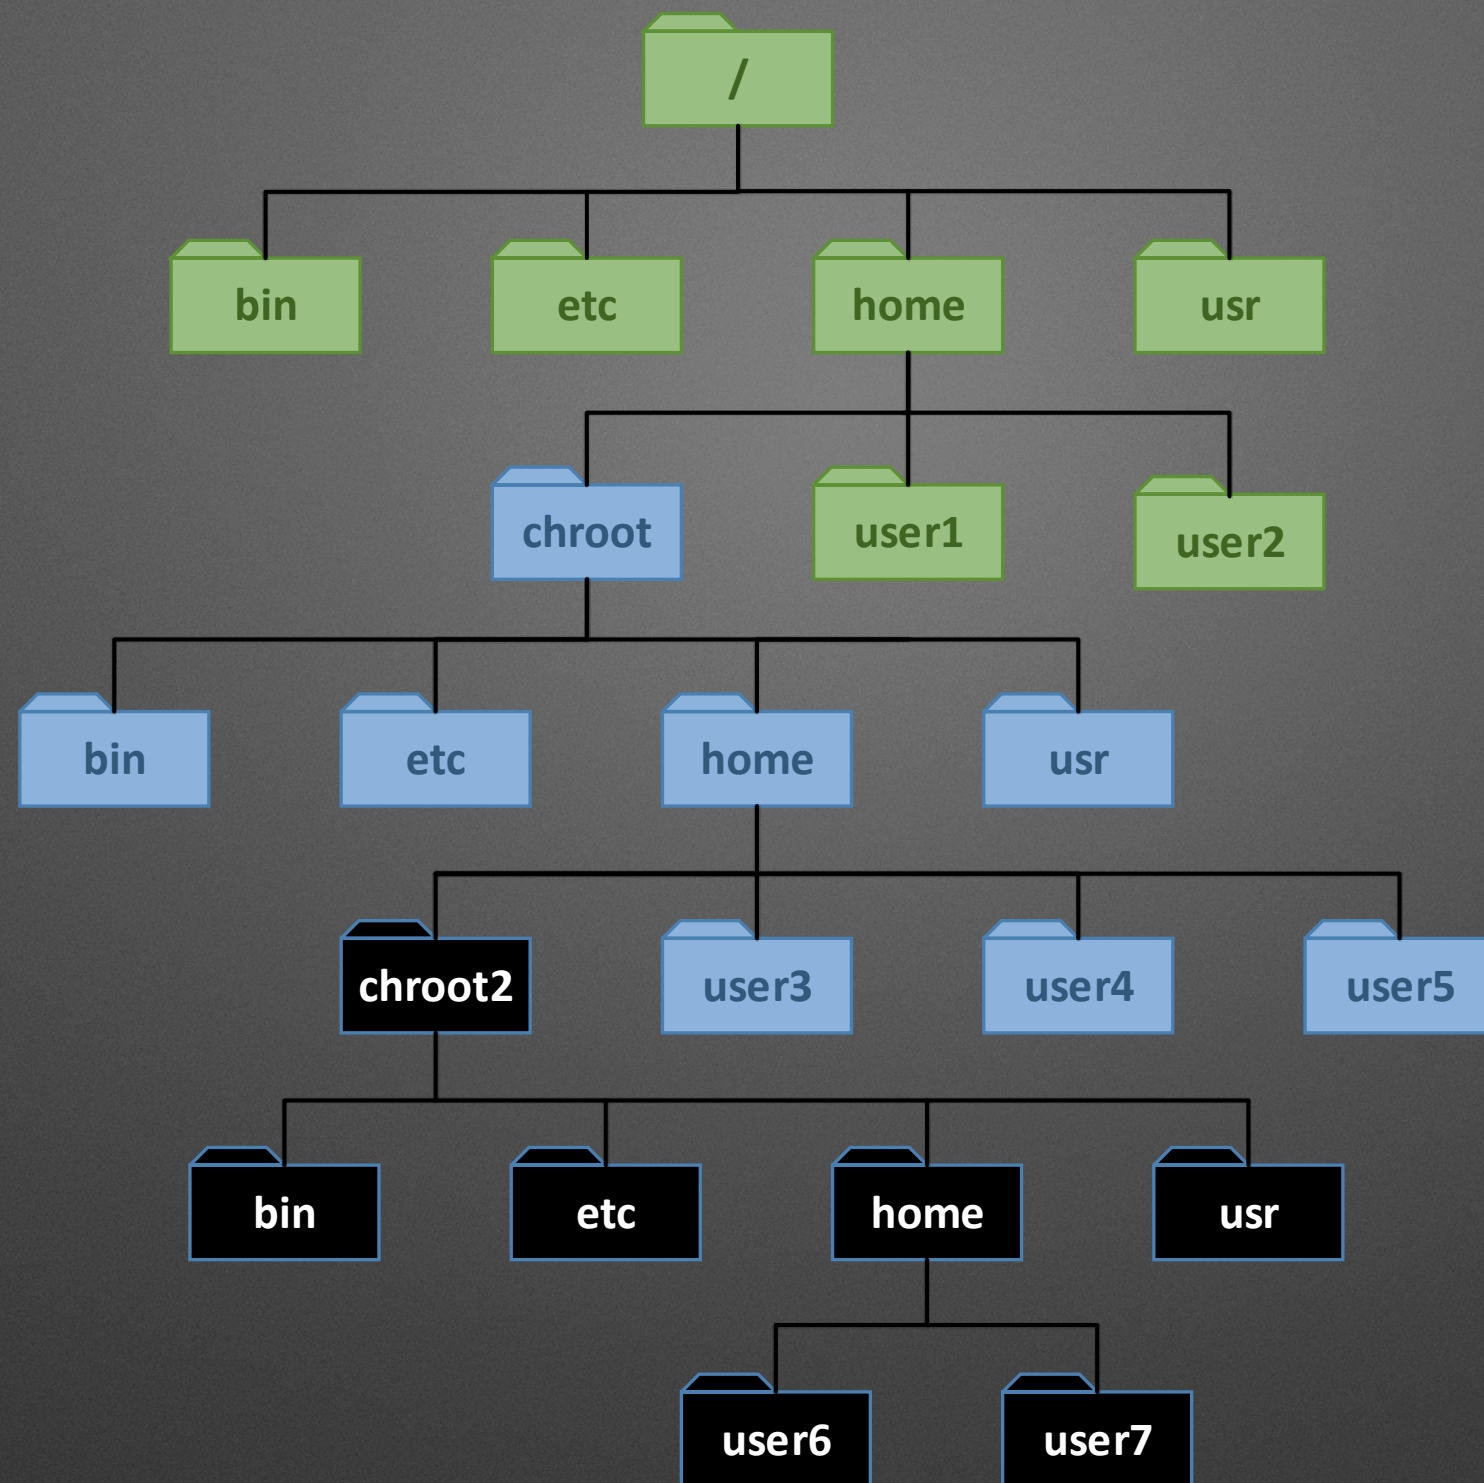 /
bin
etc
home
usr
chroot
user1
user2
bin
etc
home
usr
chroot2
user3
user4
user5
bin
etc
home
usr
user6
user7